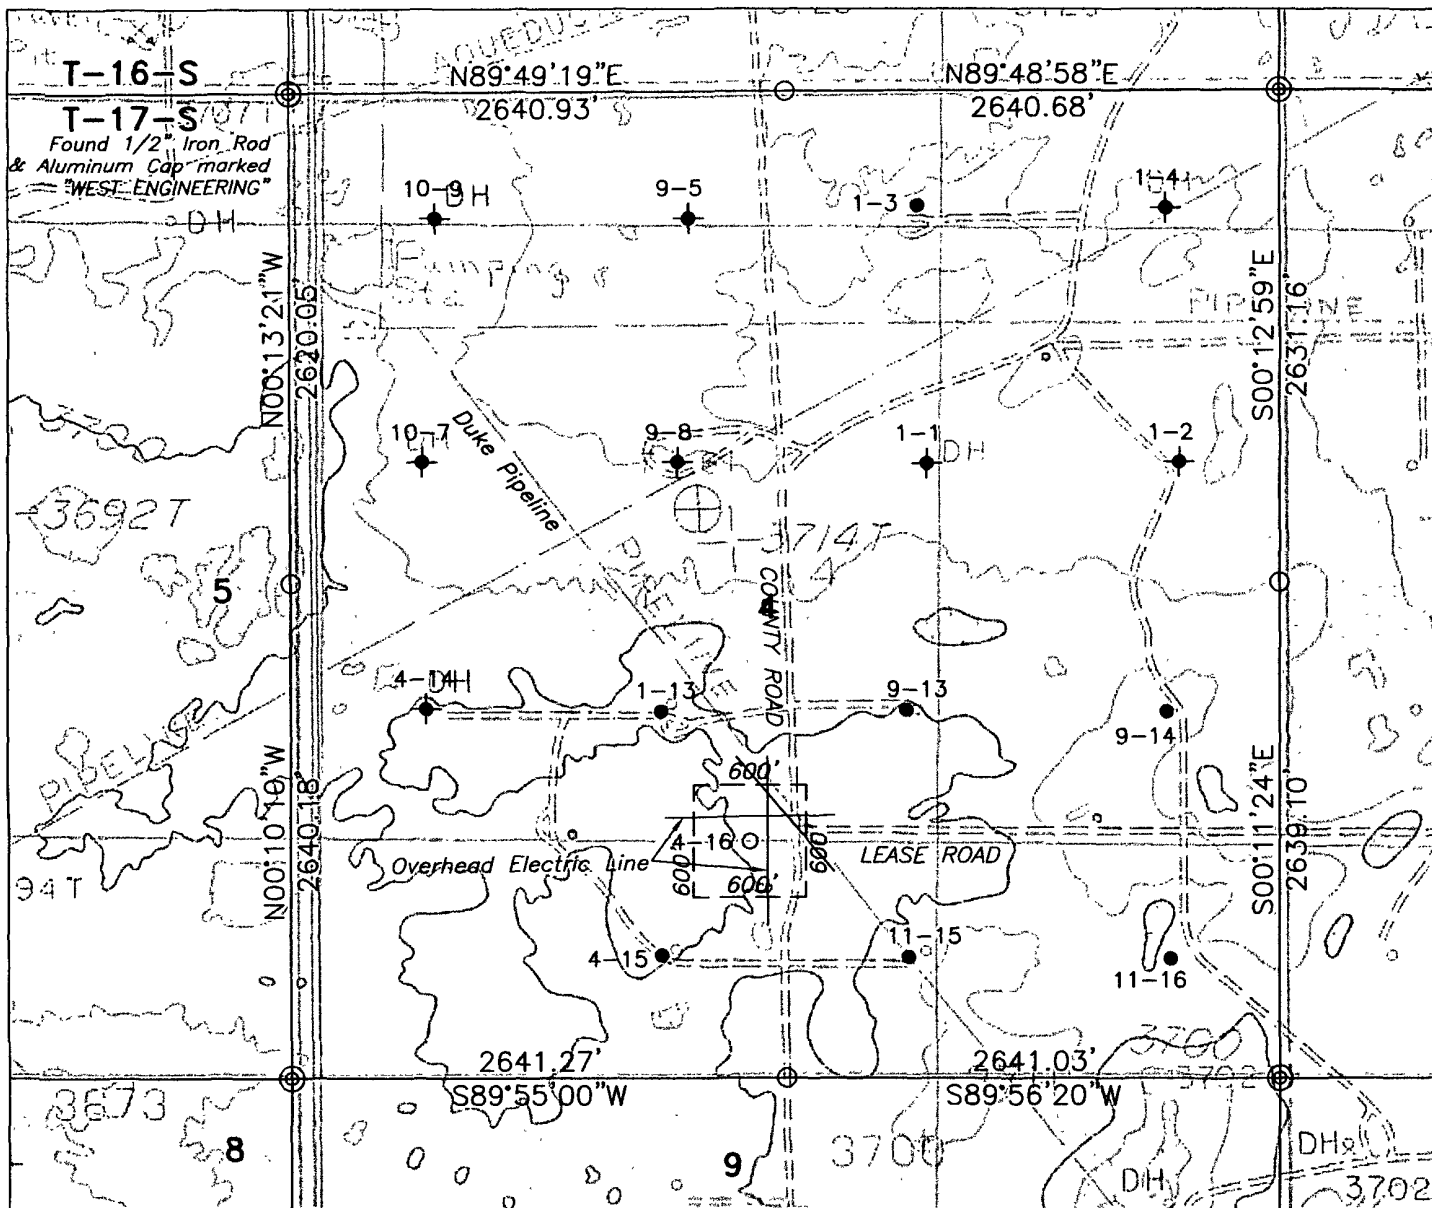 AQUEDUC
T-16-S
N89°49'19"E
N89°48'58"E
T-17-S
2640.93'
2640.68'
Found 1/2" Iron Rod
& Aluminum Cap marked
"WEST ENGINEERING"
10-9
DH
9-5
1-3
1-4
DH
Pumping
Sta
N00°13'21"W
2620.05'
S00°12'59"E
2631.16'
PIPELINE
Duke Pipeline
10-7
9-8
1-1
DH
1-2
3692T
3714T
5
4
COUNTY ROAD
PIPELINE
4-14
DH
1-13
9-13
9-14
PIPELINE
N00°10'10"W
2640.18'
S00°11'24"E
2639.10'
600'
4-16
600'
600'
600'
Overhead Electric Line
LEASE ROAD
94T
4-15
11-15
11-16
2641.27'
2641.03'
3700
S89°55'00"W
S89°56'20"W
3702
3673
8
9
3700
DH
DH
3702